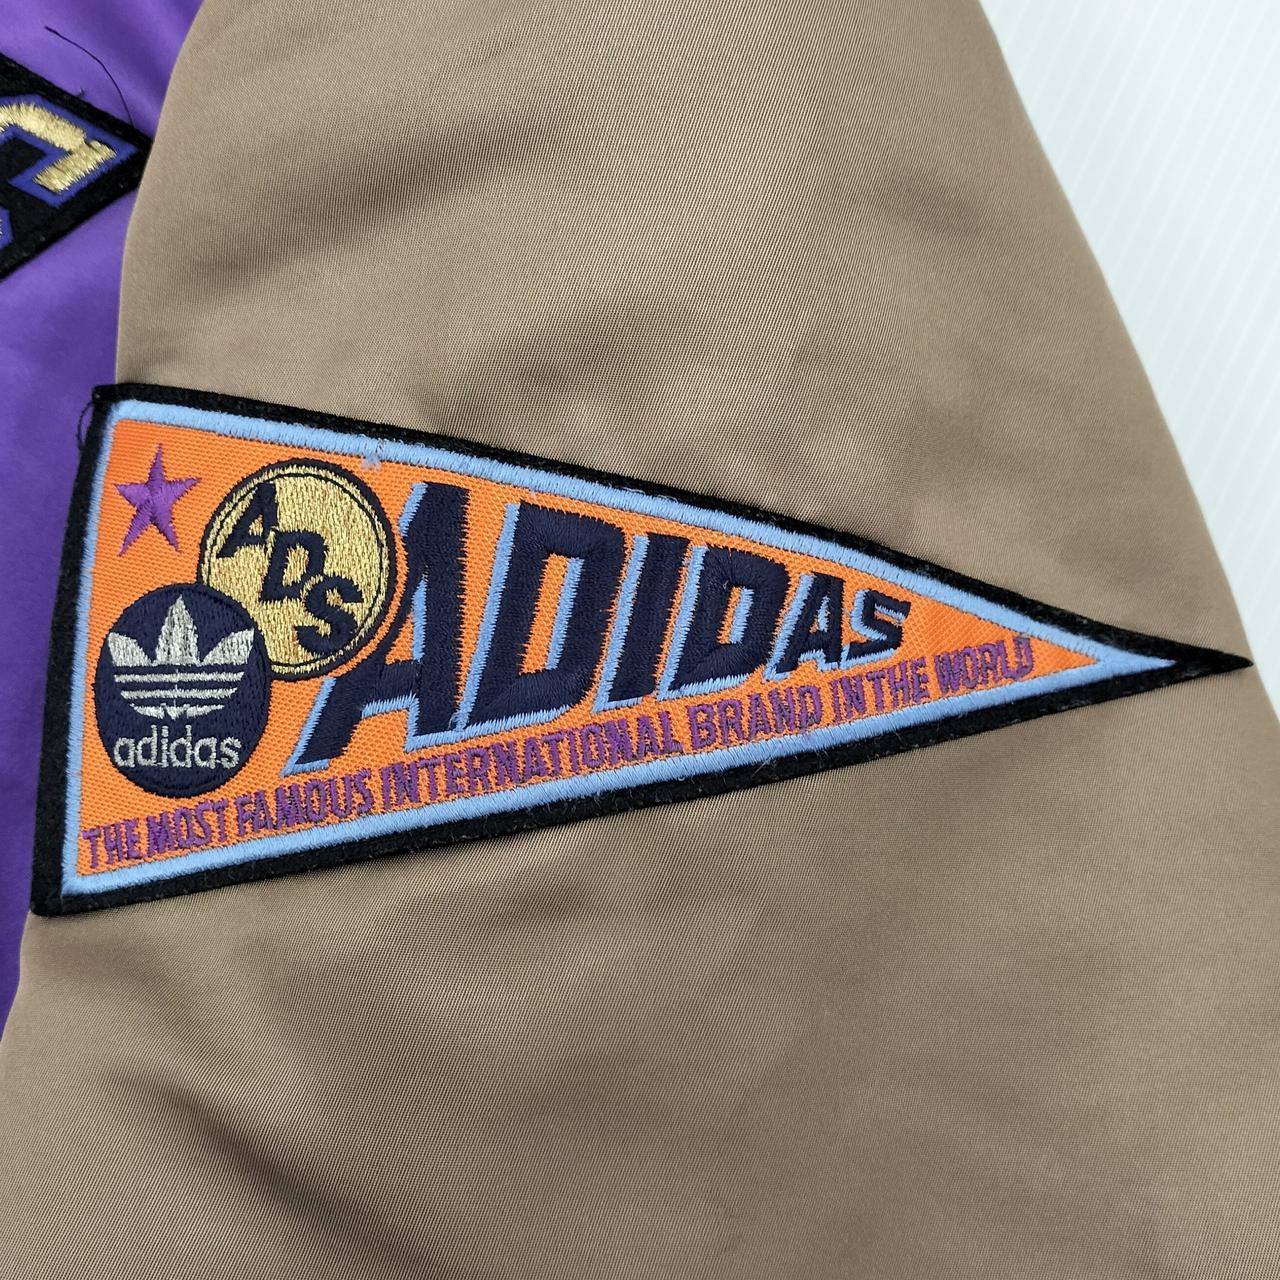 ADS
ADIDAS
adidas
THE MOST FAMOUS INTERNATIONAL BRAND IN THE WORLD